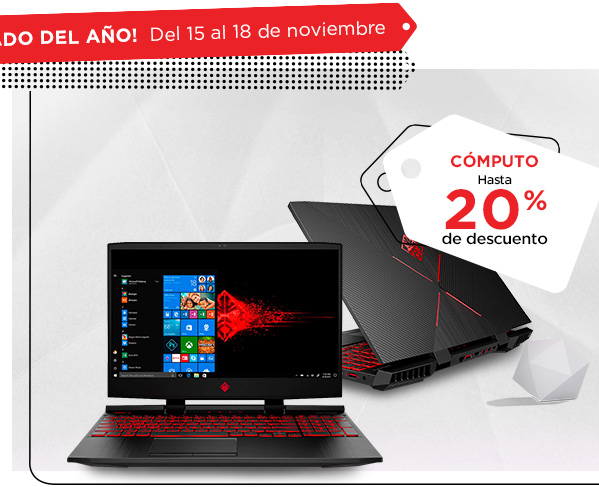 ADO DEL AÑO! Del 15 al 18 de noviembre
CÓMPUTO
Hasta
20%
de descuento